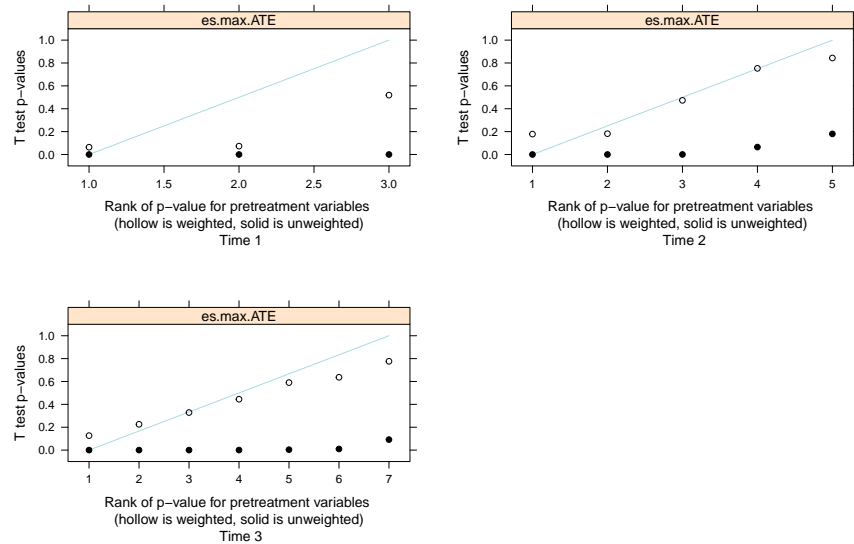 es.max.ATE
T test p−values
1.0
0.8
0.6
0.4
0.2
0.0
1.0 1.5 2.0 2.5 3.0
Rank of p−value for pretreatment variables
(hollow is weighted, solid is unweighted)
Time 1
es.max.ATE
T test p−values
1.0
0.8
0.6
0.4
0.2
0.0
1 2 3 4 5
Rank of p−value for pretreatment variables
(hollow is weighted, solid is unweighted)
Time 2
es.max.ATE
T test p−values
1.0
0.8
0.6
0.4
0.2
0.0
1 2 3 4 5 6 7
Rank of p−value for pretreatment variables
(hollow is weighted, solid is unweighted)
Time 3